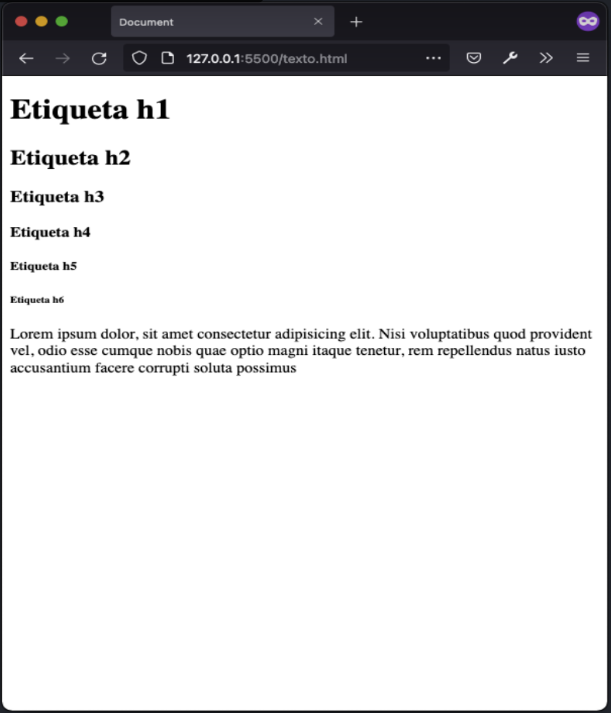 Document
127.0.0.1:5500/texto.html
Etiqueta h1
Etiqueta h2
Etiqueta h3
Etiqueta h4
Etiqueta h5
Etiqueta h6
Lorem ipsum dolor, sit amet consectetur adipisicing elit. Nisi voluptatibus quod provident
vel, odio esse cumque nobis quae optio magni itaque tenetur, rem repellendus natus iusto
accusantium facere corrupti soluta possimus